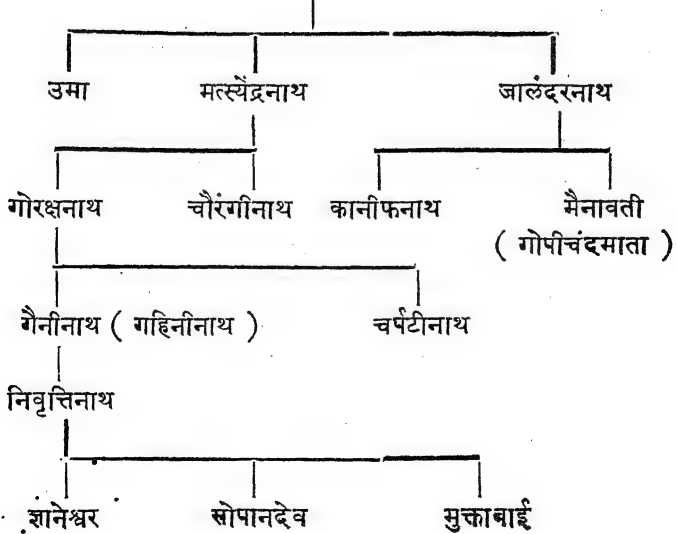 उमा मत्स्येंद्रनाथ जालंदरनाथ
गोरक्षनाथ चौरंगीनाथ कानीफनाथ मैनावती
( गोपीचंदमाता )
गैनीनाथ ( गहिनीनाथ ) चर्पटीनाथ
निवृत्तिनाथ
ज्ञानेश्वर सोपानदेव मुक्ताबाई